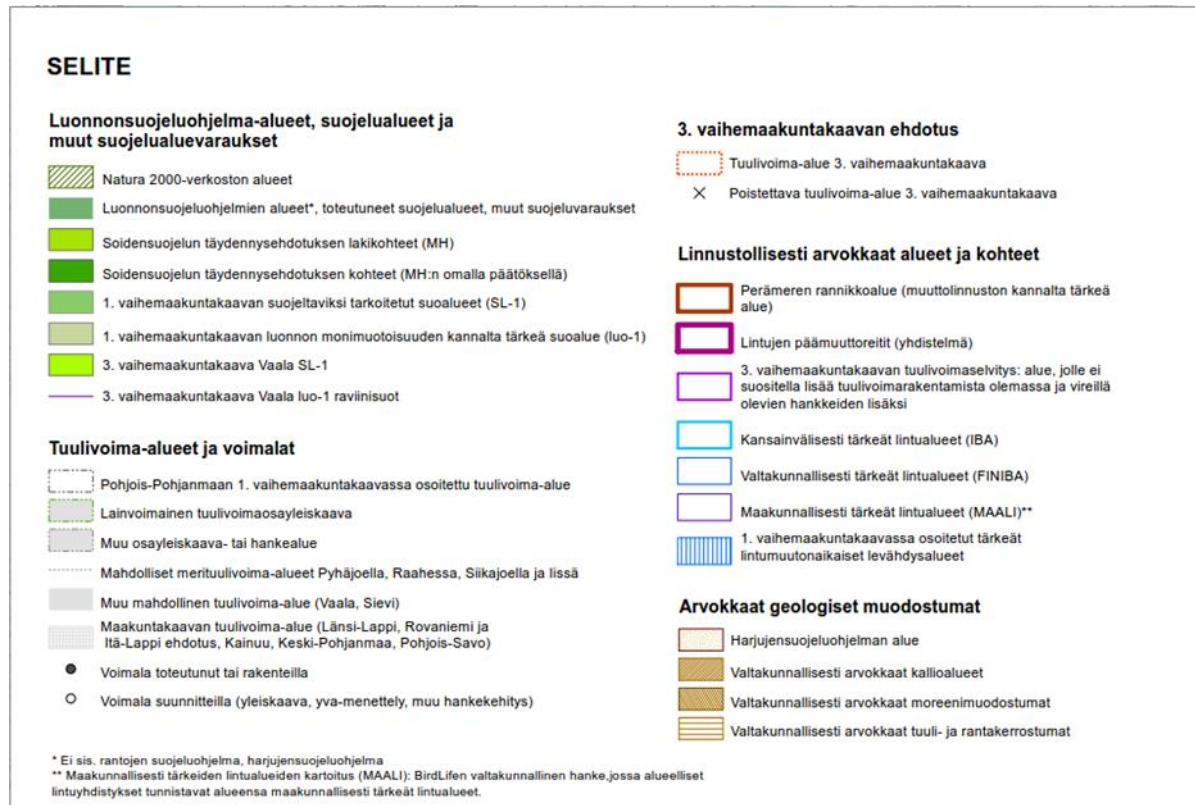 SELITE
Luonnonsuojeluohjelma-alueet, suojelualueet ja
muut suojelualuevaraukset
Natura 2000-verkoston alueet
Luonnonsuojeluohjelmien alueet*, toteutuneet suojelualueet, muut suojeluvaraukset
Soidensuojelun täydennysehdotuksen lakikohteet (MH)
Soidensuojelun täydennysehdotuksen kohteet (MH:n omalla päätöksellä)
1. vaihemaakuntakaavan suojeltaviksi tarkoitetut suoalueet (SL-1)
1. vaihemaakuntakaavan luonnon monimuotoisuuden kannalta tärkeä suoalue (luo-1)
3. vaihemaakuntakaava Vaala SL-1
3. vaihemaakuntakaava Vaala luo-1 raviinisuot
Tuulivoima-alueet ja voimalat
Pohjois-Pohjanmaan 1. vaihemaakuntakaavassa osoitettu tuulivoima-alue
Lainvoimainen tuulivoimaosayleiskaava
Muu osayleiskaava- tai hankealue
Mahdolliset merituulivoima-alueet Pyhäjoella, Raahessa, Siikajoella ja Iissä
Muu mahdollinen tuulivoima-alue (Vaala, Sievi)
Maakuntakaavan tuulivoima-alue (Länsi-Lappi, Rovaniemi ja
Itä-Lappi ehdotus, Kainuu, Keski-Pohjanmaa, Pohjois-Savo)
Voimala toteutunut tai rakenteilla
Voimala suunnitteilla (yleiskaava, yva-menettely, muu hankekehitys)
3. vaihemaakuntakaavan ehdotus
Tuulivoima-alue 3. vaihemaakuntakaava
Poistettava tuulivoima-alue 3. vaihemaakuntakaava
Linnustollisesti arvokkaat alueet ja kohteet
Perämeren rannikkoalue (muuttolinnuston kannalta tärkeä
alue)
Lintujen päämuuttoreitit (yhdistelmä)
3. vaihemaakuntakaavan tuulivoimaselvitys: alue, jolle ei
suositella lisää tuulivoimarakentamista olemassa ja vireillä
olevien hankkeiden lisäksi
Kansainvälisesti tärkeät lintualueet (IBA)
Valtakunnallisesti tärkeät lintualueet (FINIBA)
Maakunnallisesti tärkeät lintualueet (MAALI)**
1. vaihemaakuntakaavassa osoitetut tärkeät
lintumuutonaikaiset levähdysalueet
Arvokkaat geologiset muodostumat
Harjujensuojeluohjelman alue
Valtakunnallisesti arvokkaat kallioalueet
Valtakunnallisesti arvokkaat moreenimuodostumat
Valtakunnallisesti arvokkaat tuuli- ja rantakerrostumat
* Ei sis. rantojen suojeluohjelma, harjujensuojeluohjelma
** Maakunnallisesti tärkeiden lintualueiden kartoitus (MAALI): BirdLifen valtakunnallinen hanke,jossa alueelliset
lintuyhdistykset tunnistavat alueensa maakunnallisesti tärkeät lintualueet.